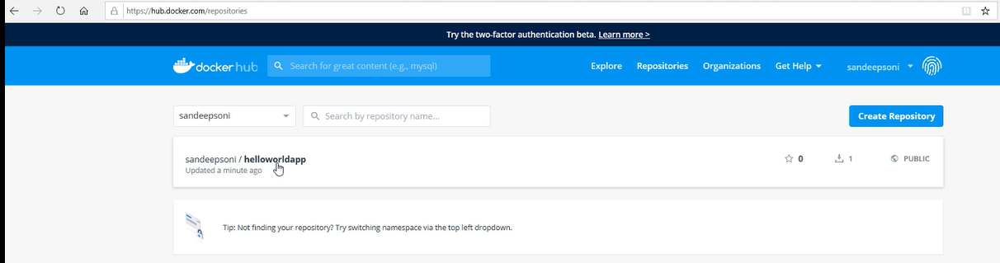 https://hub.docker.com/repositories
Try the two-factor authentication beta. Learn more >
docker hub
Search for great content (e.g., mysql)
Explore
Repositories
Organizations
Get Help
sandeepsoni
sandeepsoni
Search by repository name...
Create Repository
sandeepsoni / helloworldapp
0
1
PUBLIC
Updated a minute ago
Tip: Not finding your repository? Try switching namespace via the top left dropdown.